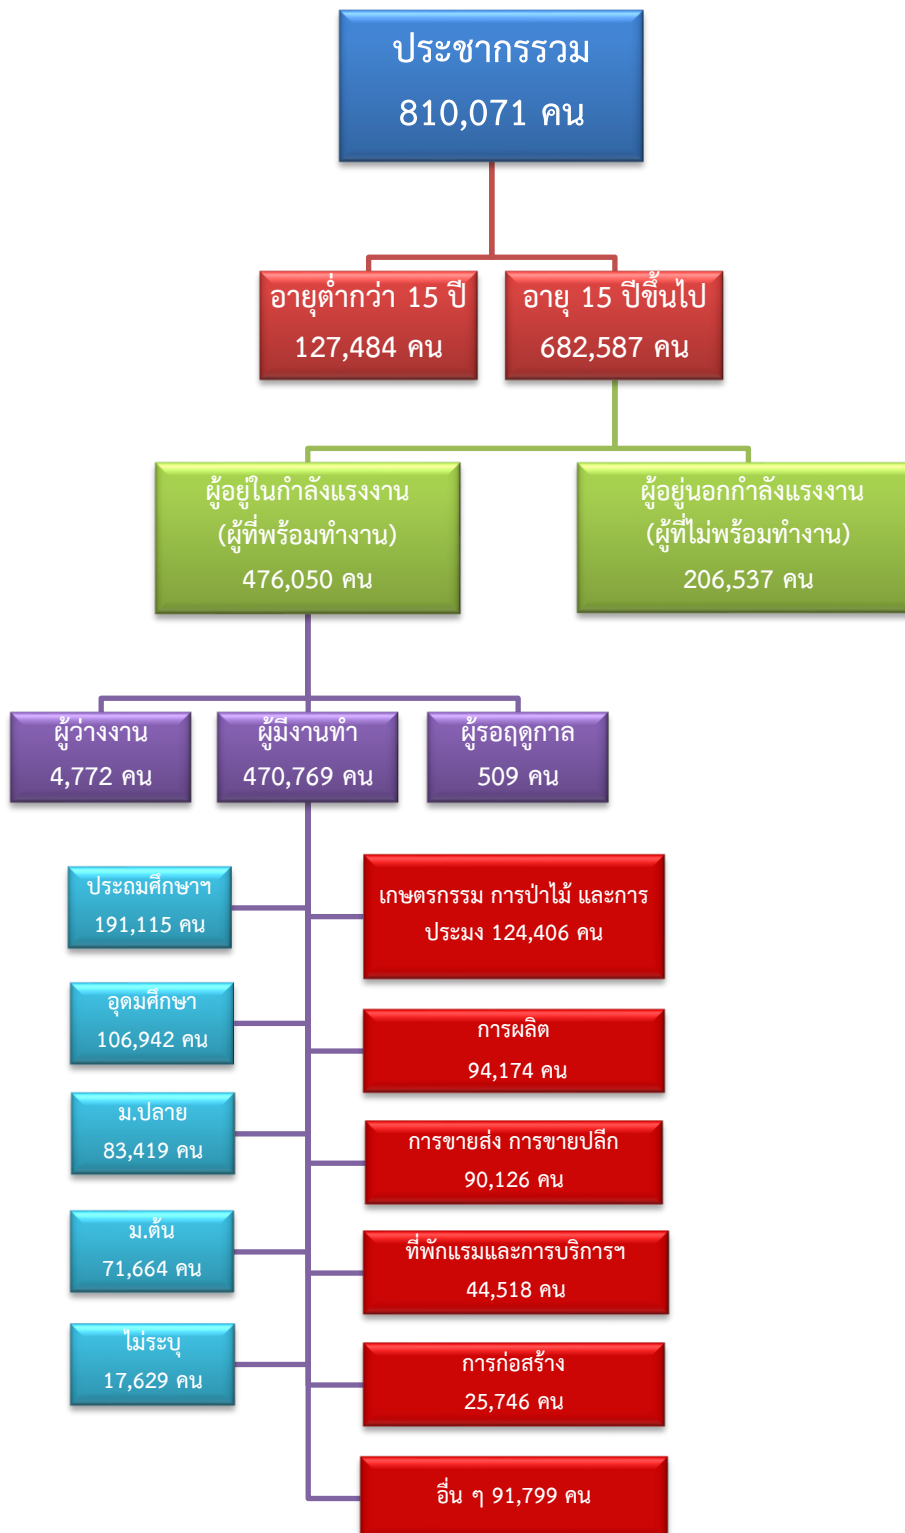 ประชากรรวม
810,071 คน
อายุต่ำกว่า 15 ปี
127,484 คน
อายุ 15 ปีขึ้นไป
682,587 คน
ผู้อยู่ในกำลังแรงงาน
(ผู้ที่พร้อมทำงาน)
476,050 คน
ผู้อยู่นอกกำลังแรงงาน
(ผู้ที่ไม่พร้อมทำงาน)
206,537 คน
ผู้ว่างงาน
4,772 คน
ผู้มีงานทำ
470,769 คน
ผู้รอฤดูกาล
509 คน
ประถมศึกษาฯ
191,115 คน
อุดมศึกษา
106,942 คน
ม.ปลาย
83,419 คน
ม.ต้น
71,664 คน
ไม่ระบุ
17,629 คน
เกษตรกรรม การป่าไม้ และการ
ประมง 124,406 คน
การผลิต
94,174 คน
การขายส่ง การขายปลีก
90,126 คน
ที่พักแรมและการบริการฯ
44,518 คน
การก่อสร้าง
25,746 คน
อื่น ๆ 91,799 คน